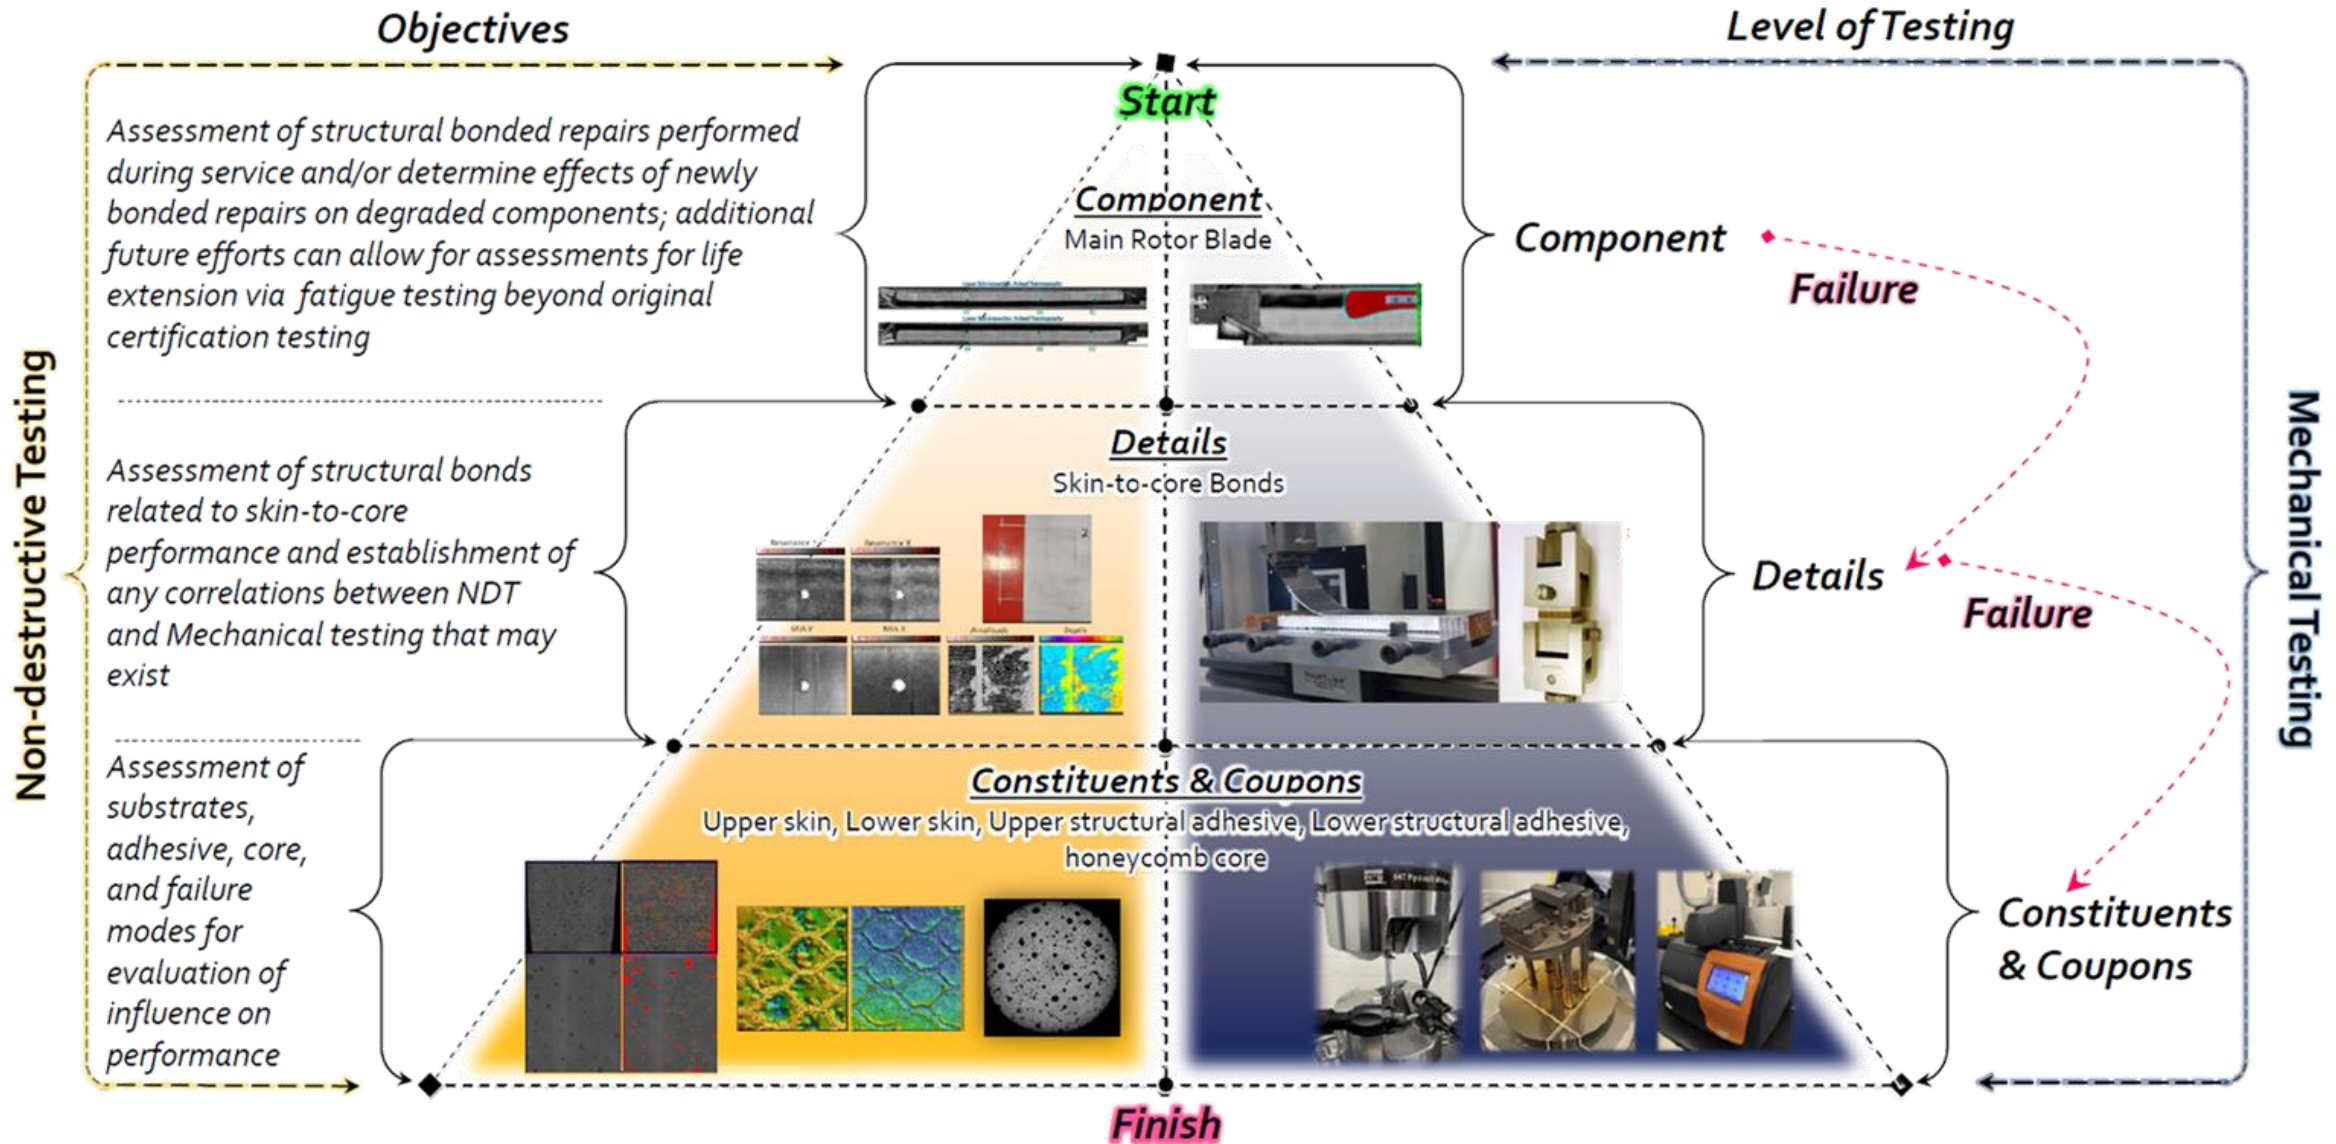 Objectives
Level of Testing
Start
Non-destructive Testing
Mechanical Testing
Assessment of structural bonded repairs performed
during service and/or determine effects of newly
bonded repairs on degraded components; additional
future efforts can allow for assessments for life
extension via fatigue testing beyond original
certification testing
Component
Main Rotor Blade
Component
Failure
Assessment of structural bonds
related to skin-to-core
performance and establishment of
any correlations between NDT
and Mechanical testing that may
exist
Details
Skin-to-core Bonds
2
Amplitude
Depth
Details
Failure
Assessment of
substrates,
adhesive, core,
and failure
modes for
evaluation of
influence on
performance
Constituents & Coupons
Upper skin, Lower skin, Upper structural adhesive, Lower structural adhesive,
honeycomb core
Constituents
& Coupons
Finish